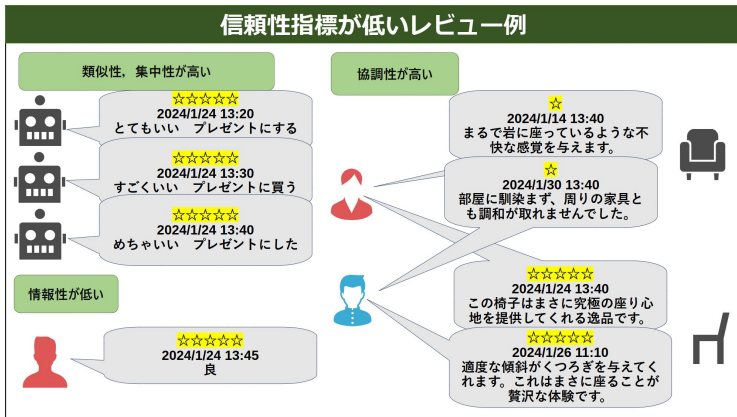 信頼性指標が低いレビュー例
類似性，集中性が高い
☆☆☆☆☆
2024/1/24 13:20
とてもいい　プレゼントにする
☆☆☆☆☆
2024/1/24 13:30
すごくいい　プレゼントに買う
☆☆☆☆☆
2024/1/24 13:40
めちゃいい　プレゼントにした
情報性が低い
☆☆☆☆☆
2024/1/24 13:45
良
協調性が高い
☆
2024/1/14 13:40
まるで岩に座っているような不
快な感覚を与えます。
☆
2024/1/30 13:40
部屋に馴染まず、周りの家具と
も調和が取れませんでした。
☆☆☆☆☆
2024/1/24 13:40
この椅子はまさに究極の座り心
地を提供してくれる逸品です。
☆☆☆☆☆
2024/1/26 11:10
適度な傾斜がくつろぎを与えてく
れます。これはまさに座ることが
贅沢な体験です。